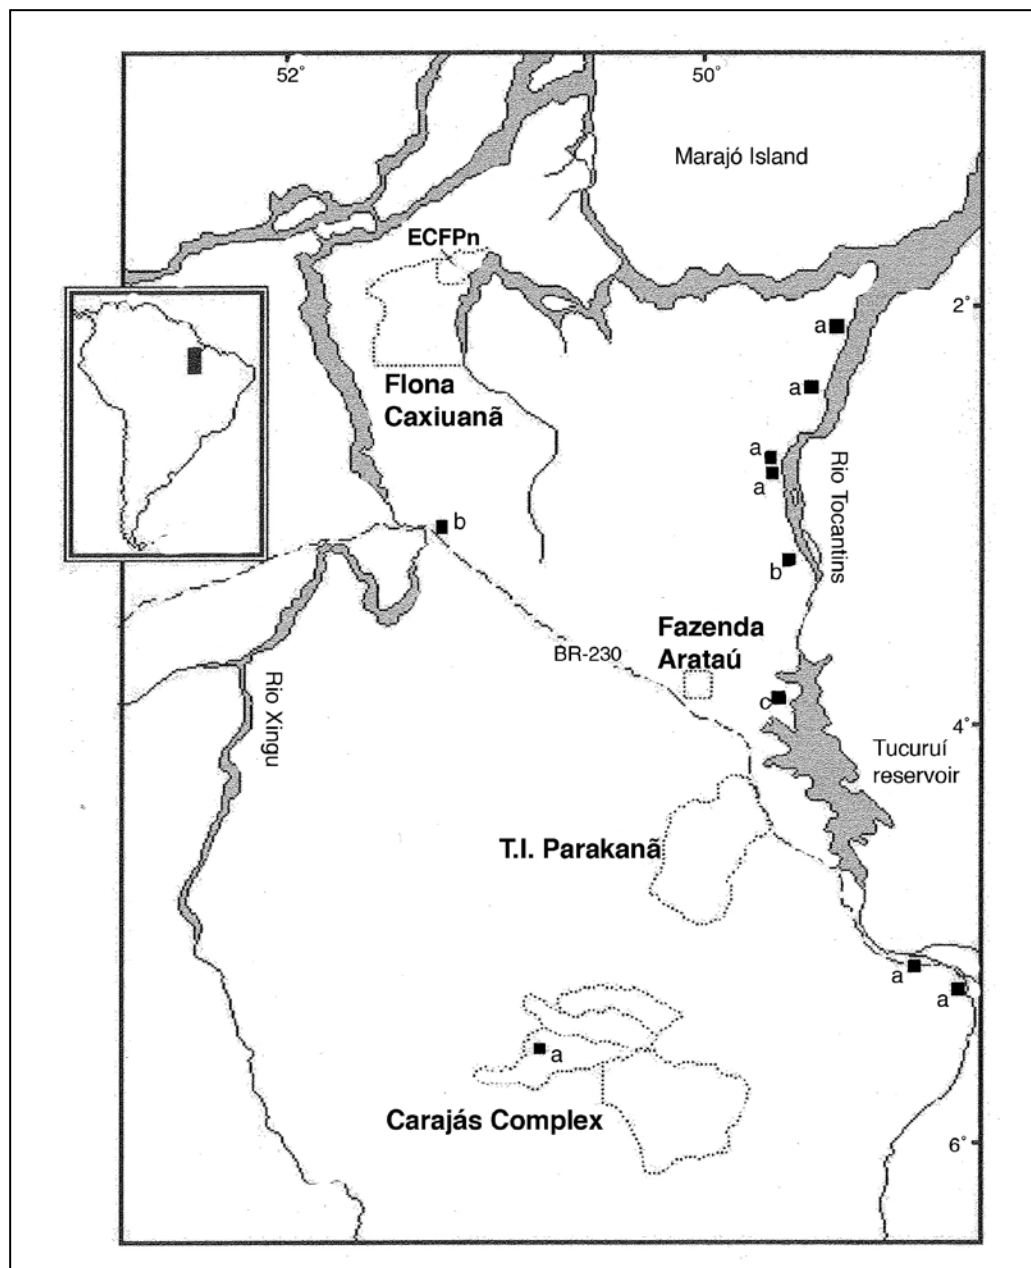 52°
50°
Marajó Island
ECFPn
2°
a
a
Flona
Caxiuanã
a
a
Rio Tocantins
b
b
Fazenda
Arataú
BR-230
Rio Xingu
c
4°
Tucuruí
reservoir
T.I. Parakanã
a
a
a
Carajás Complex
6°